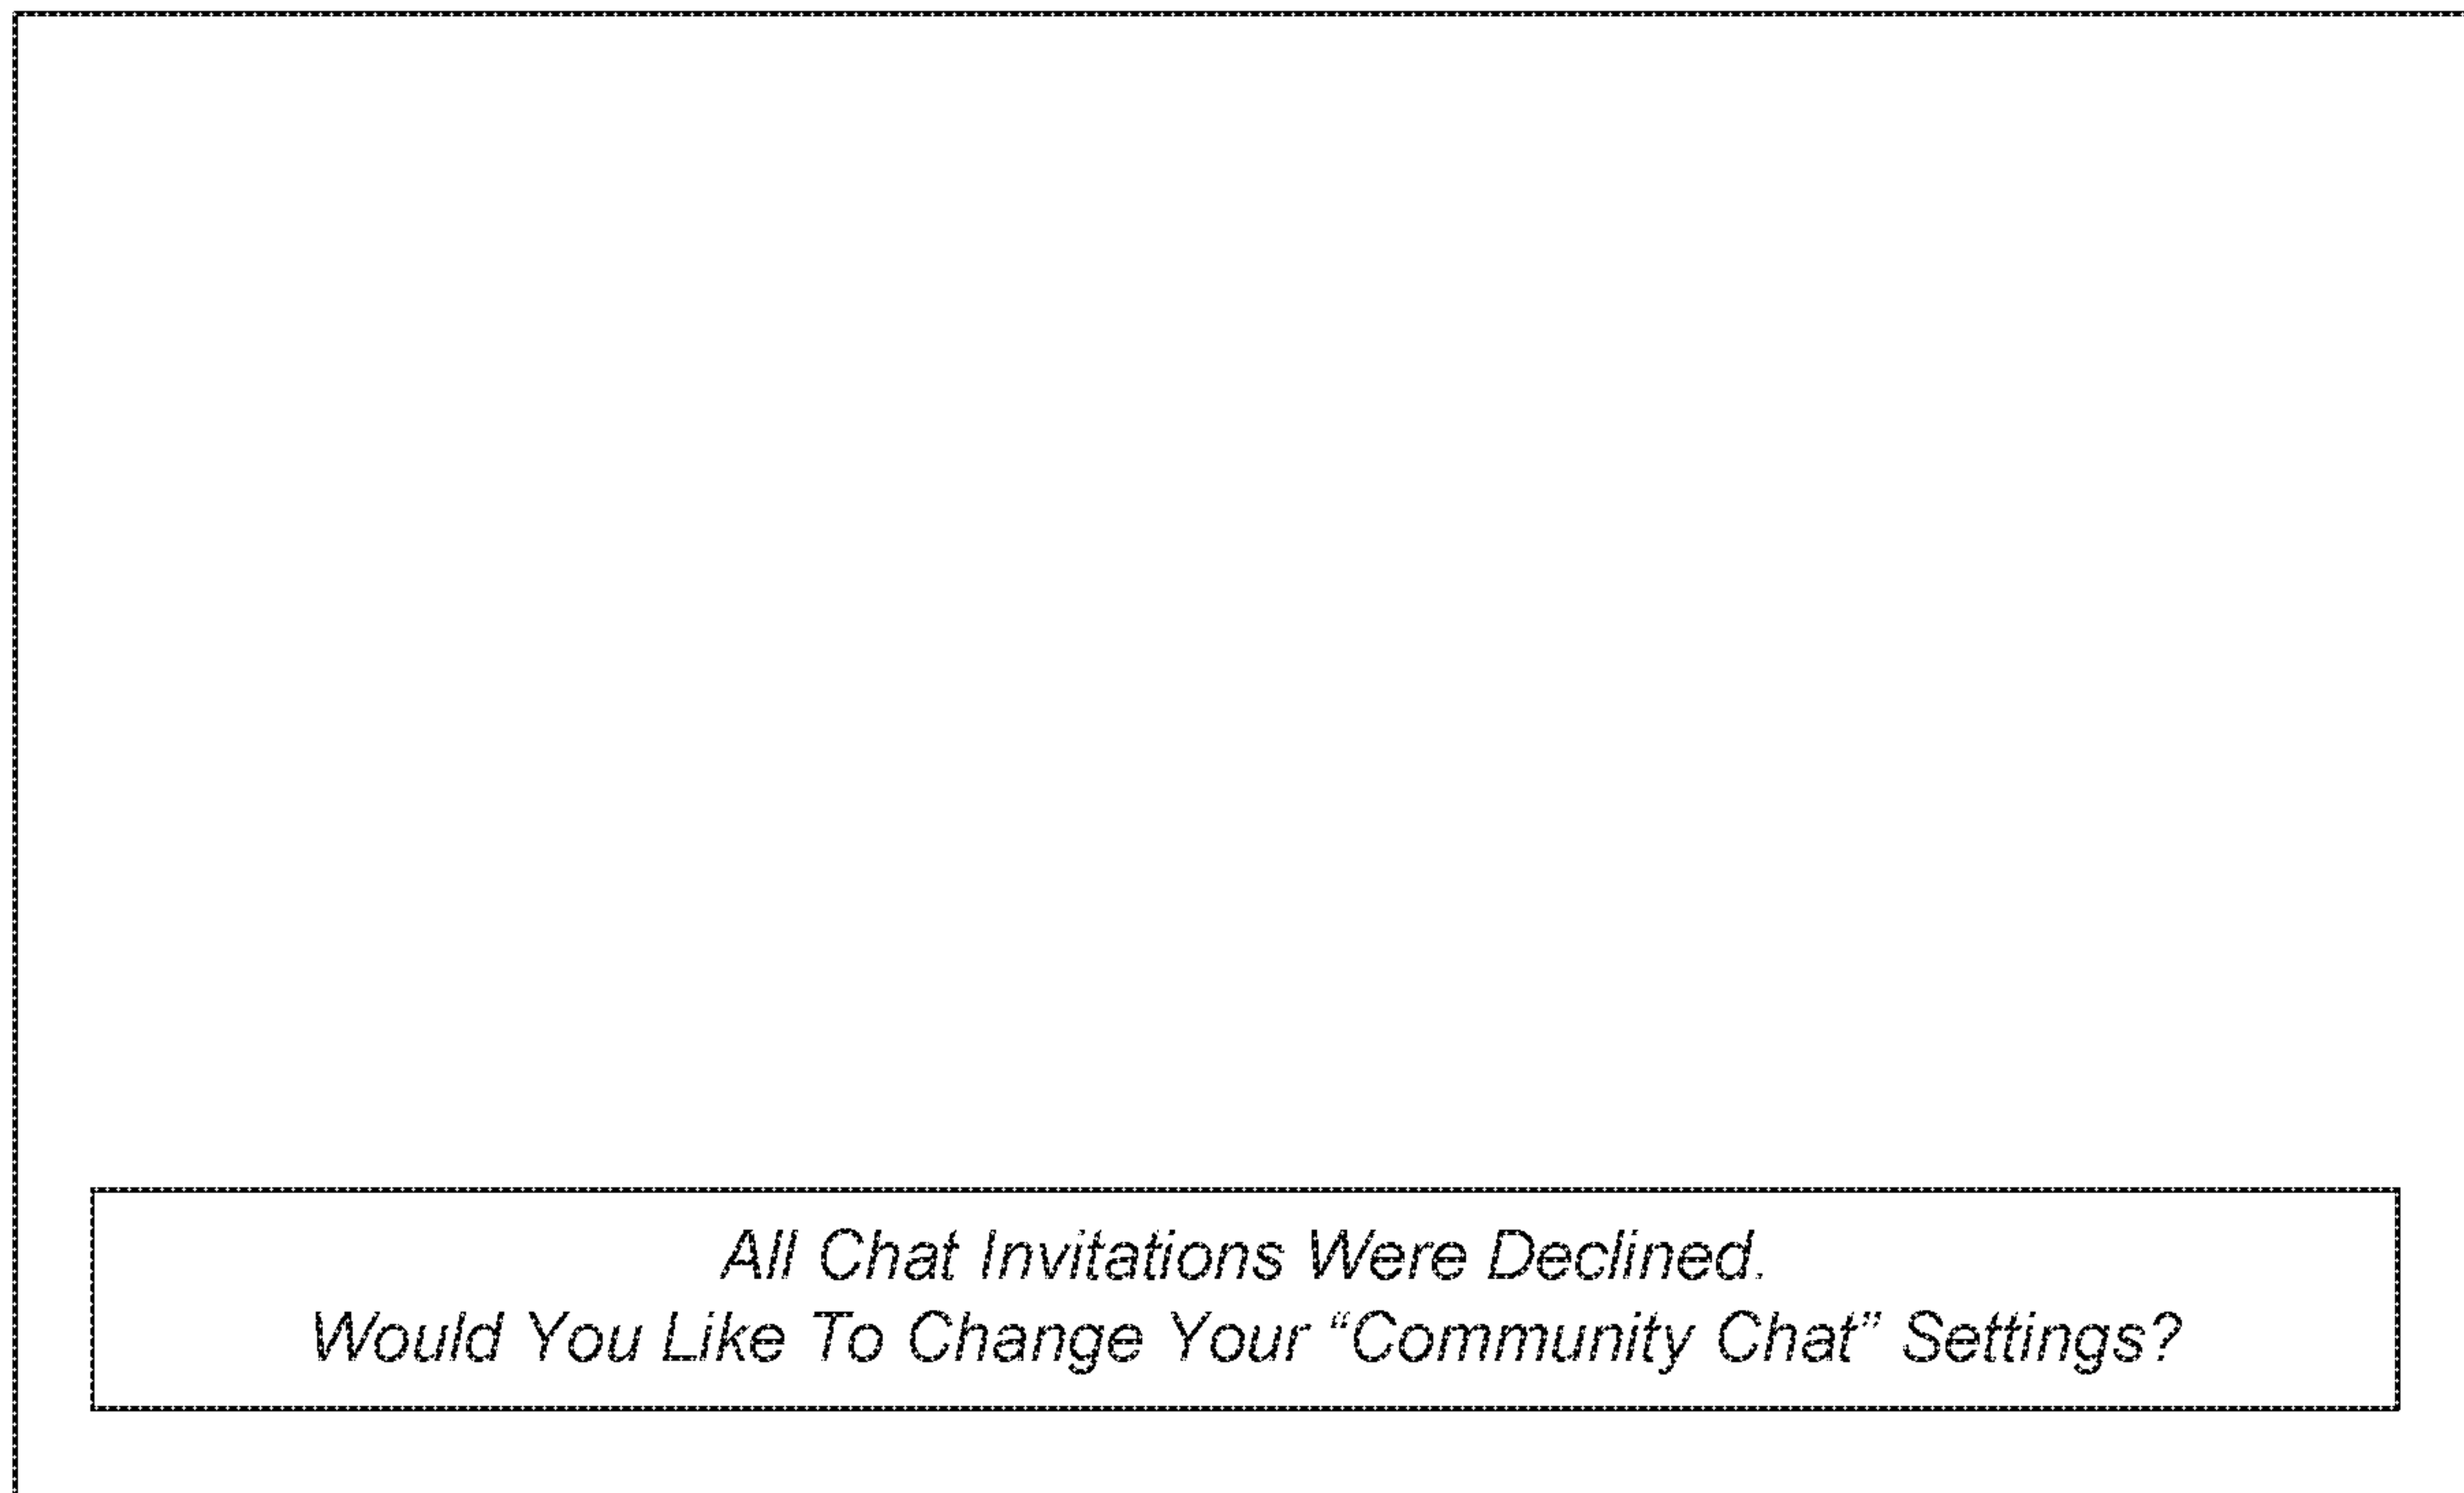 All Chat Invitations Were Declined.
Would You Like To Change Your “Community Chat” Settings?